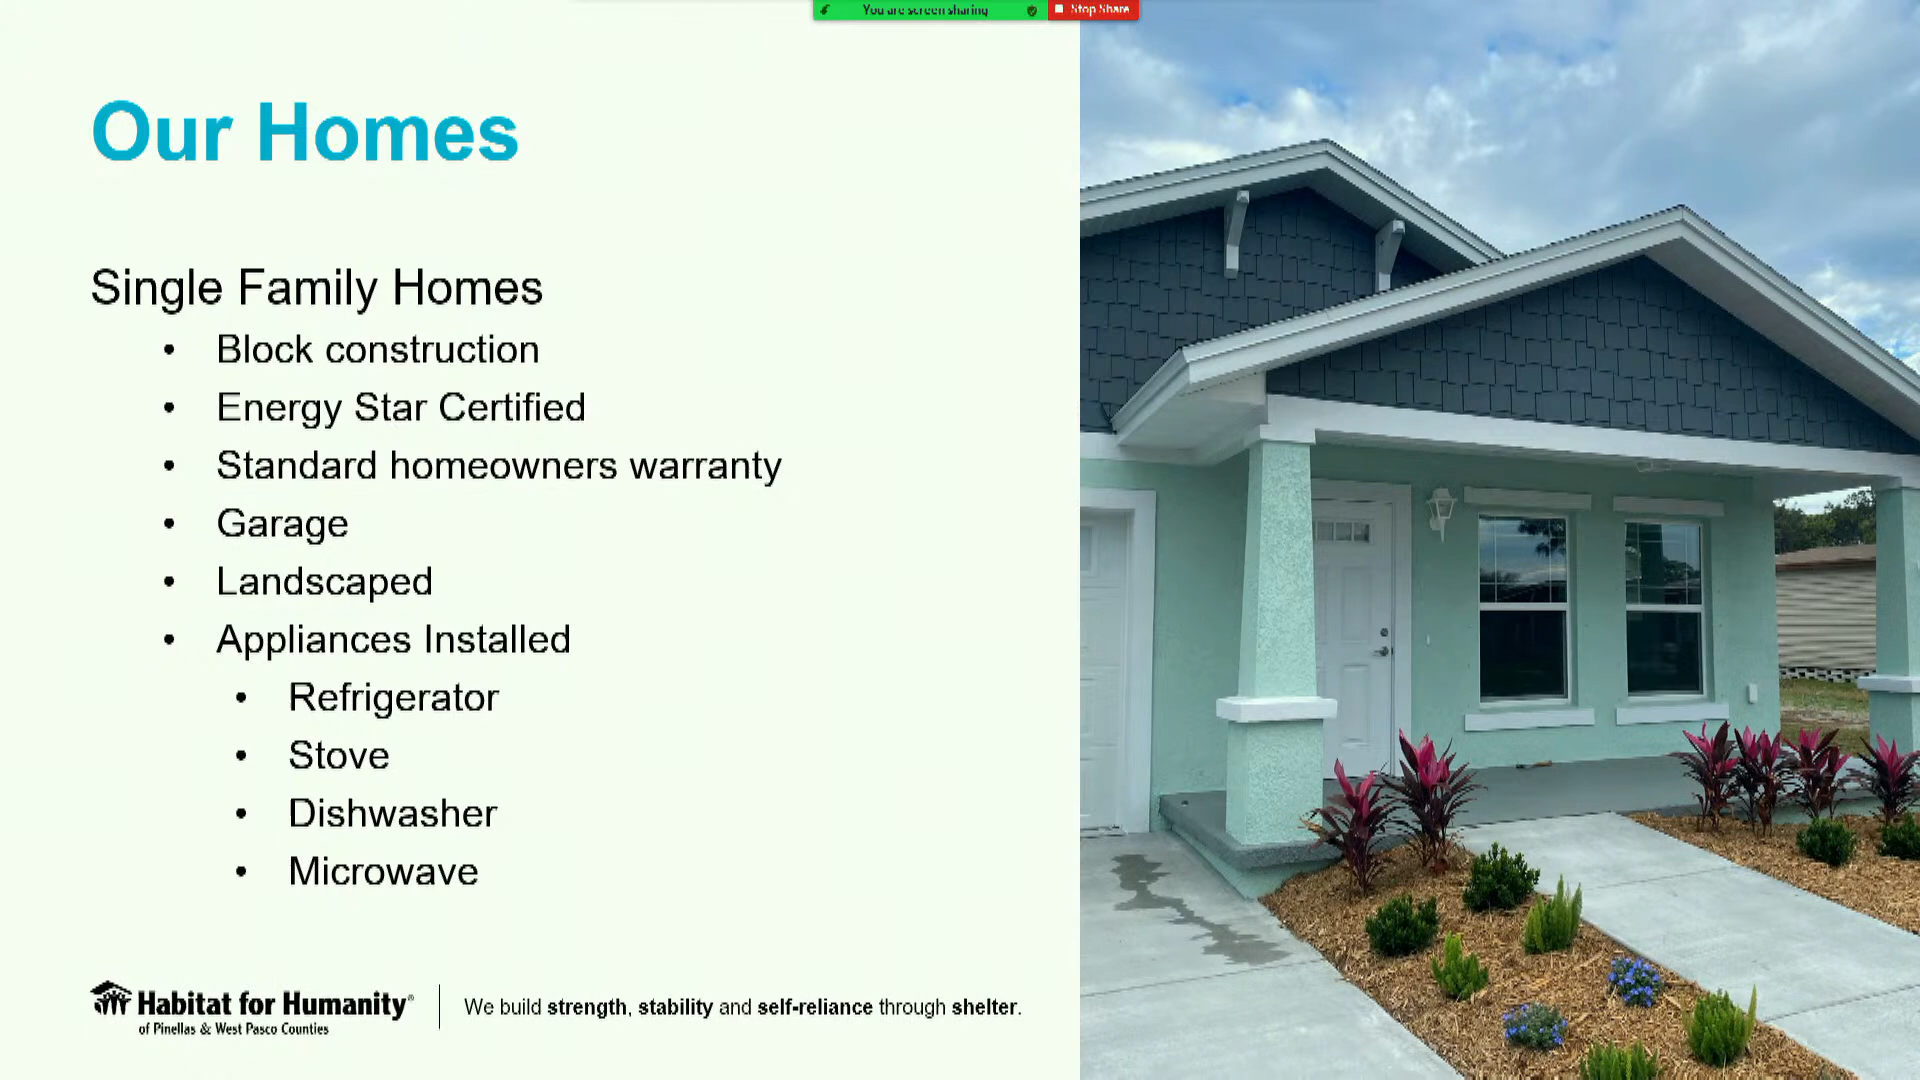 You are screen sharing
Stop Share
Our Homes
Single Family Homes
• Block construction
• Energy Star Certified
• Standard homeowners warranty
• Garage
• Landscaped
• Appliances Installed
• Refrigerator
• Stove
• Dishwasher
• Microwave
Habitat for Humanity®
of Pinellas & West Pasco Counties
We build strength, stability and self-reliance through shelter.